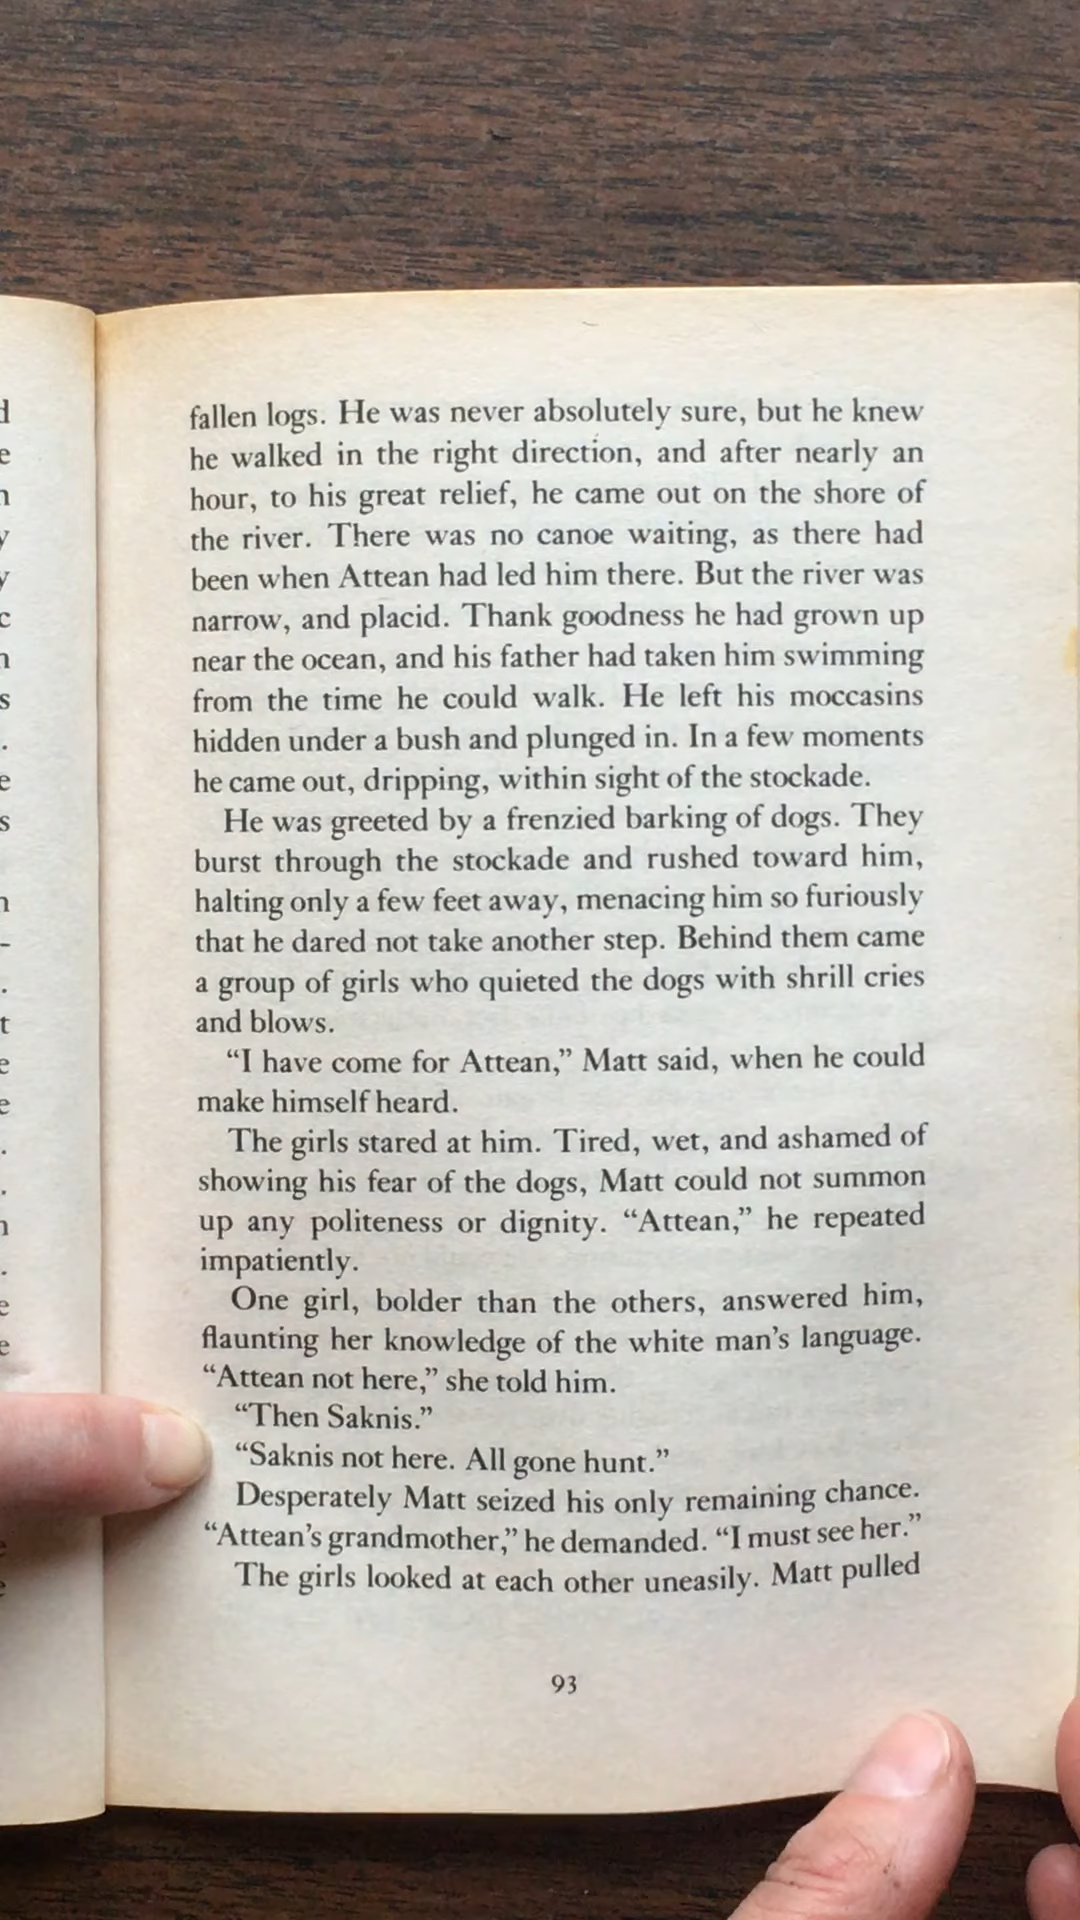 fallen logs. He was never absolutely sure, but he knew
he walked in the right direction, and after nearly an
hour, to his great relief, he came out on the shore of
the river. There was no canoe waiting, as there had
been when Attean had led him there. But the river was
narrow, and placid. Thank goodness he had grown up
near the ocean, and his father had taken him swimming
from the time he could walk. He left his moccasins
hidden under a bush and plunged in. In a few moments
he came out, dripping, within sight of the stockade.
He was greeted by a frenzied barking of dogs. They
burst through the stockade and rushed toward him,
halting only a few feet away, menacing him so furiously
that he dared not take another step. Behind them came
a group of girls who quieted the dogs with shrill cries
and blows.
“I have come for Attean,” Matt said, when he could
make himself heard.
The girls stared at him. Tired, wet, and ashamed of
showing his fear of the dogs, Matt could not summon
up any politeness or dignity. “Attean,” he repeated
impatiently.
One girl, bolder than the others, answered him,
flaunting her knowledge of the white man’s language.
“Attean not here,” she told him.
“Then Saknis.”
“Saknis not here. All gone hunt.”
Desperately Matt seized his only remaining chance.
“Attean’s grandmother,” he demanded. “I must see her.”
The girls looked at each other uneasily. Matt pulled
93